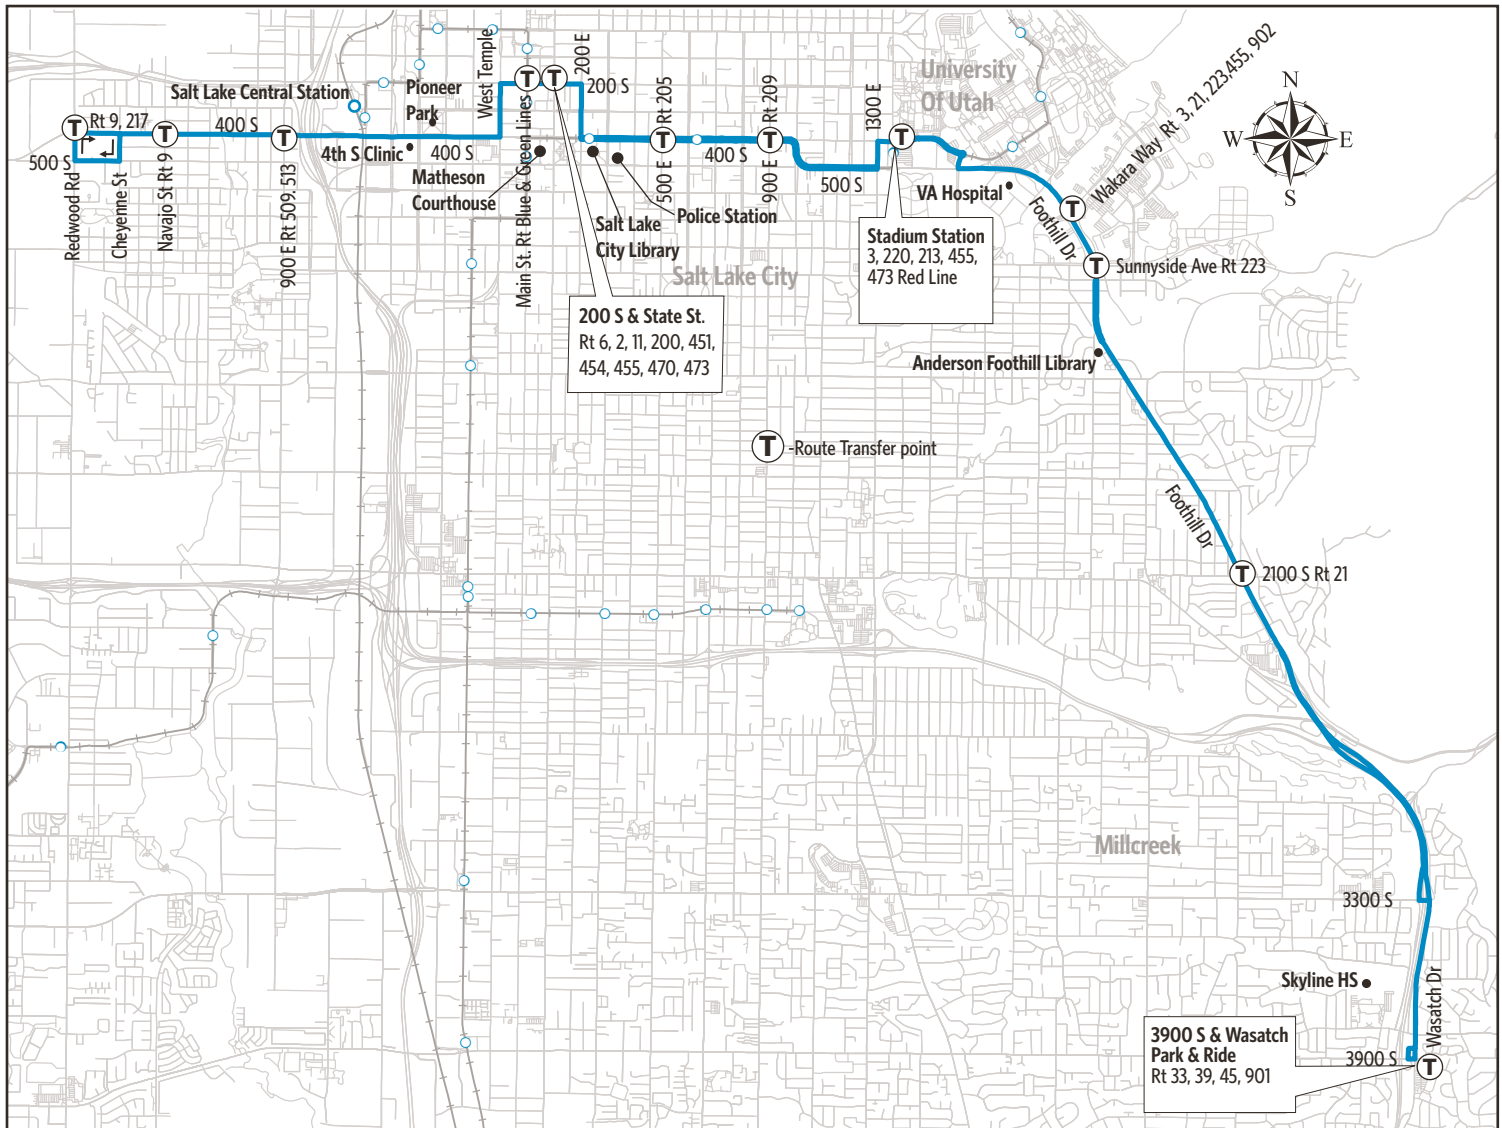 N
W
E
S
University
Of Utah
Wakara Way Rt. 3, 21, 223,455, 902
West Temple
200 E
200 S
Salt Lake Central Station
Pioneer
Park
Rt 9, 217
400 S
500 S
Redwood Rd
Cheyenne St
Navajo St Rt 9
900 E Rt 509. 513
4th S Clinic
400 S
Matheson
Courthouse
Main St. Rt Blue & Green Lines
Salt Lake
City Library
Police Station
500 E
Rt 205
400 S
900 E
Rt 209
500 S
1300 E
VA Hospital
Foothill Dr
Stadium Station
3, 220, 213, 455,
473 Red Line
Sunnyside Ave Rt 223
Salt Lake City
200 S & State St.
Rt 6, 2, 11, 200, 451,
454, 455, 470, 473
Anderson Foothill Library
T -Route Transfer point
Foothill Dr
2100 S Rt 21
Millcreek
3300 S
Skyline HS
Wasatch Dr
3900 S & Wasatch
Park & Ride
Rt 33, 39, 45, 901
3900 S
T
T
T
T
T
T
T
T
T
T
T
T